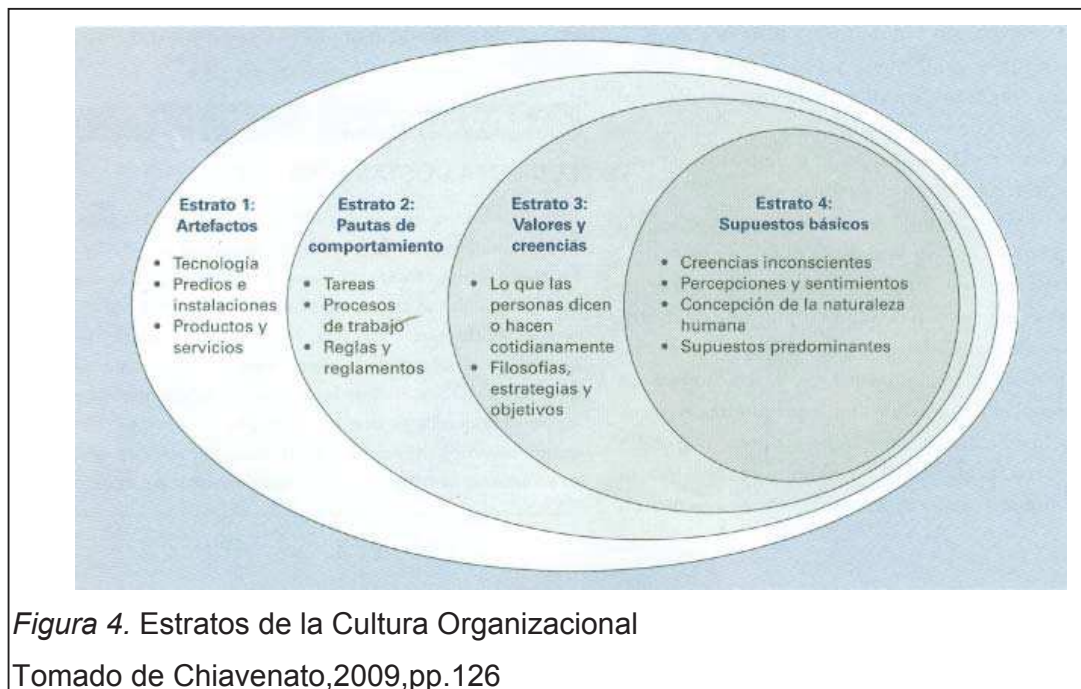 Estrato 1:
Artefactos
• Tecnología
• Predios e
instalaciones
• Productos y
servicios
Estrato 2:
Pautas de
comportamiento
• Tareas
• Procesos
de trabajo
• Reglas y
reglamentos
Estrato 3:
Valores y
creencias
• Lo que las
personas dicen
o hacen
cotidianamente
• Filosofías,
estrategias y
objetivos
Estrato 4:
Supuestos básicos
• Creencias inconscientes
• Percepciones y sentimientos
• Concepción de la naturaleza
humana
• Supuestos predominantes
Figura 4. Estratos de la Cultura Organizacional
Tomado de Chiavenato,2009,pp.126